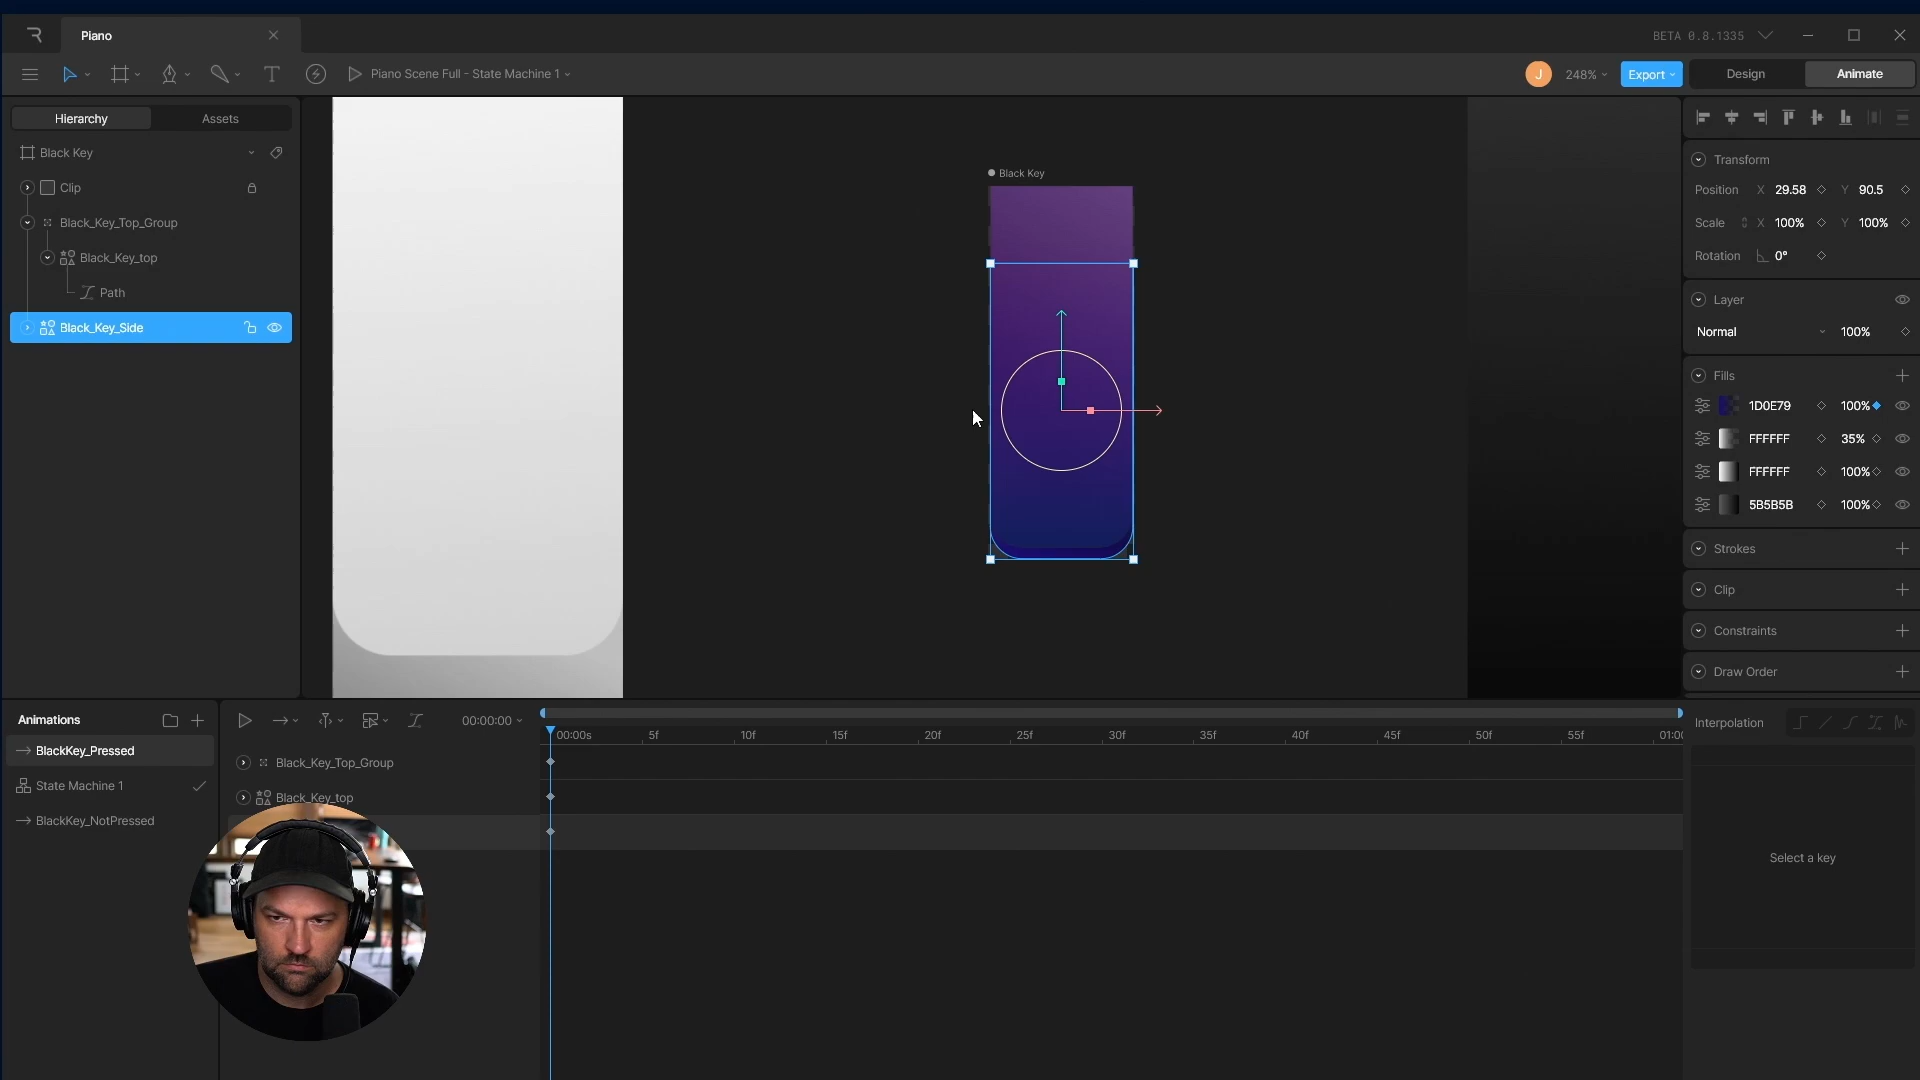 Piano
BETA 0.8.1335
Piano Scene Full - State Machine 1
J
248%
Export
Design
Animate
Hierarchy
Assets
Black Key
Clip
Black_Key_Top_Group
Black_Key_top
Path
Black_Key_Side
Black Key
Transform
Position X 29.58 Y 90.5
Scale X 100% Y 100%
Rotation 0°
Layer
Normal 100%
Fills
1D0E79 100%
FFFFFF 35%
FFFFFF 100%
5B5B5B 100%
Strokes
Clip
Constraints
Draw Order
Animations
BlackKey_Pressed
State Machine 1
BlackKey_NotPressed
00:00:00
00:00s 5f 10f 15f 20f 25f 30f 35f 40f 45f 50f 55f 01:00
Black_Key_Top_Group
Black_Key_top
Interpolation
Select a key